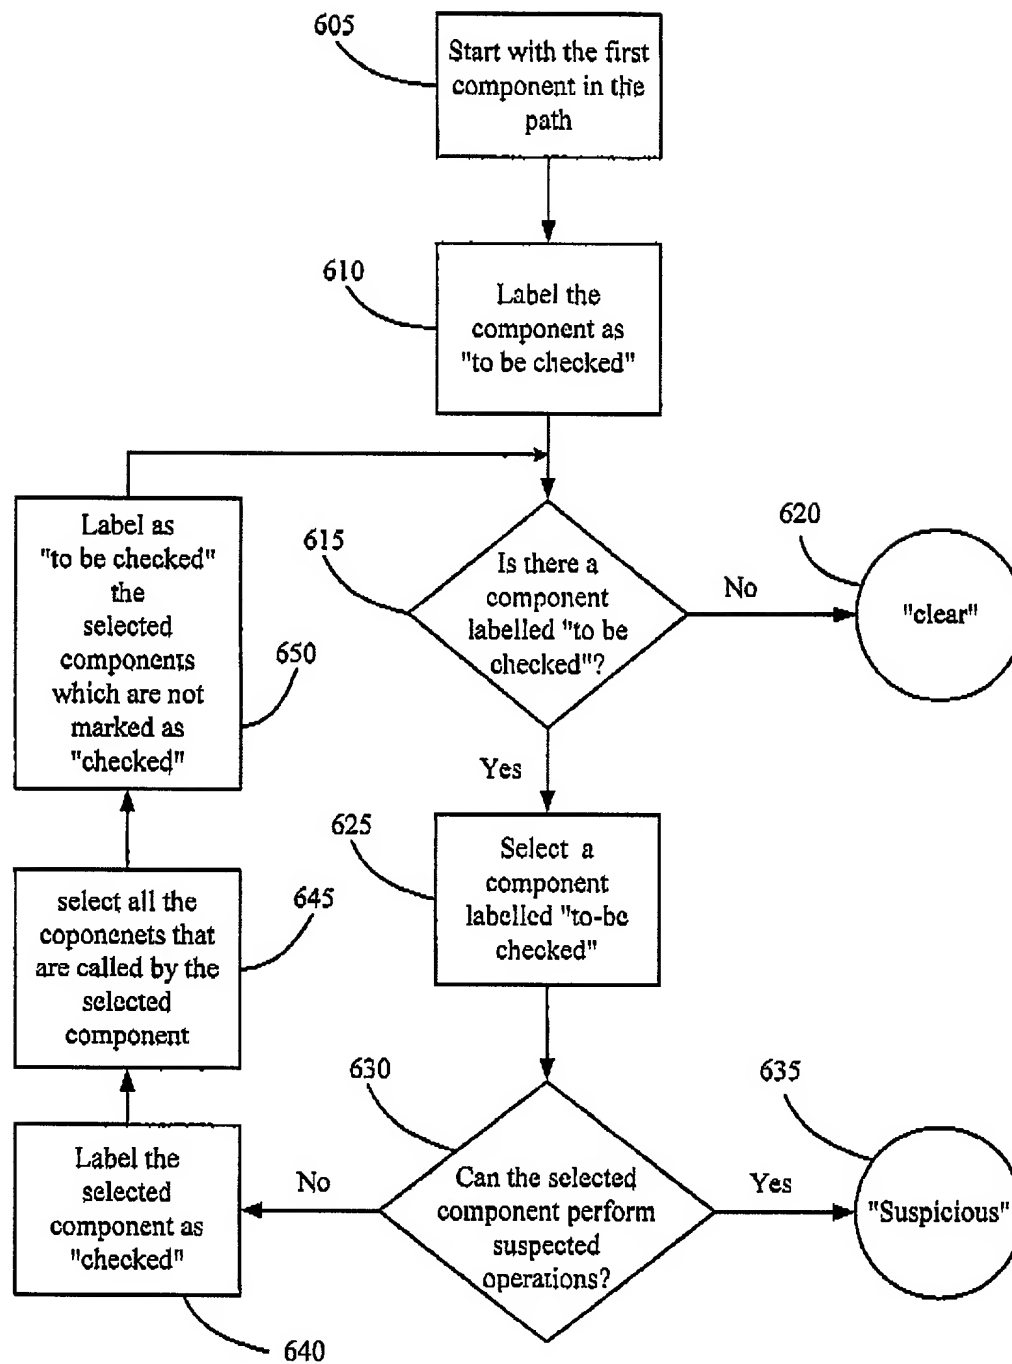 605
Start with the first
component in the
path
610
Label the
component as
"to be checked"
615
Is there a
component
labelled "to be
checked"?
No
620
"clear"
Yes
625
Select a
component
labelled "to-be
checked"
630
Can the selected
component perform
suspected
operations?
Yes
635
"Suspicious"
No
Label the
selected
component as
"checked"
640
select all the
coponenets that
are called by the
selected
component
645
Label as
"to be checked"
the
selected
components
which are not
marked as
"checked"
650